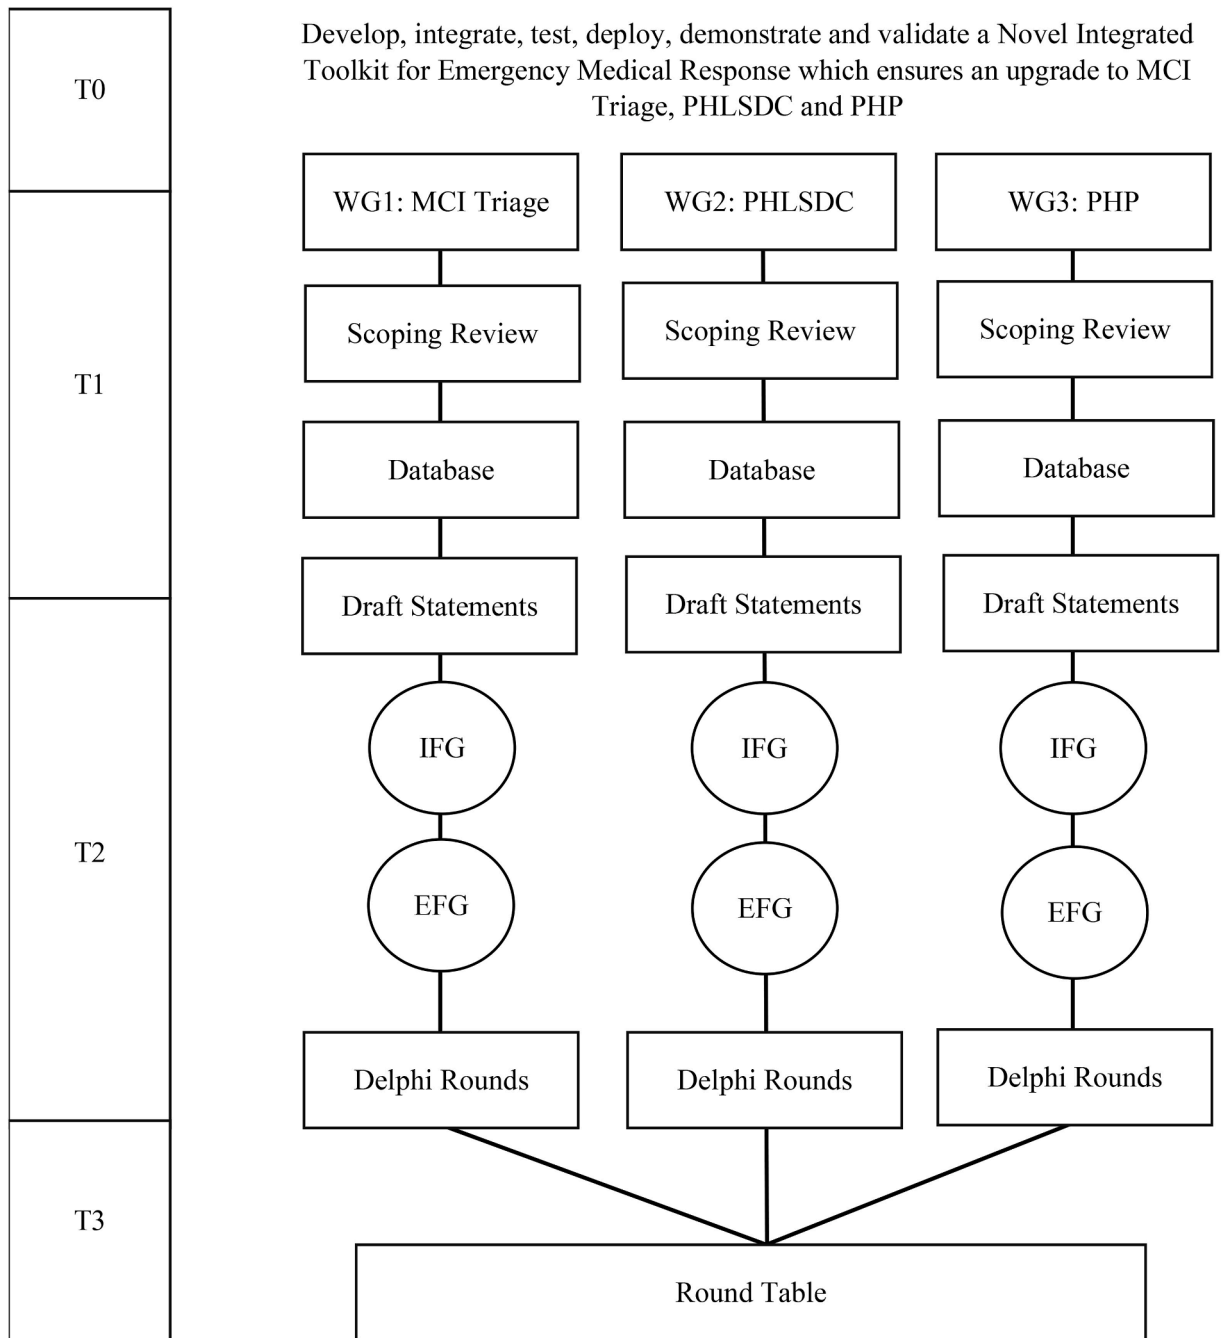 T0
Develop, integrate, test, deploy, demonstrate and validate a Novel Integrated
Toolkit for Emergency Medical Response which ensures an upgrade to MCI
Triage, PHLSDC and PHP
WG1: MCI Triage
WG2: PHLSDC
WG3: PHP
T1
Scoping Review
Scoping Review
Scoping Review
Database
Database
Database
Draft Statements
Draft Statements
Draft Statements
T2
IFG
IFG
IFG
EFG
EFG
EFG
Delphi Rounds
Delphi Rounds
Delphi Rounds
T3
Round Table